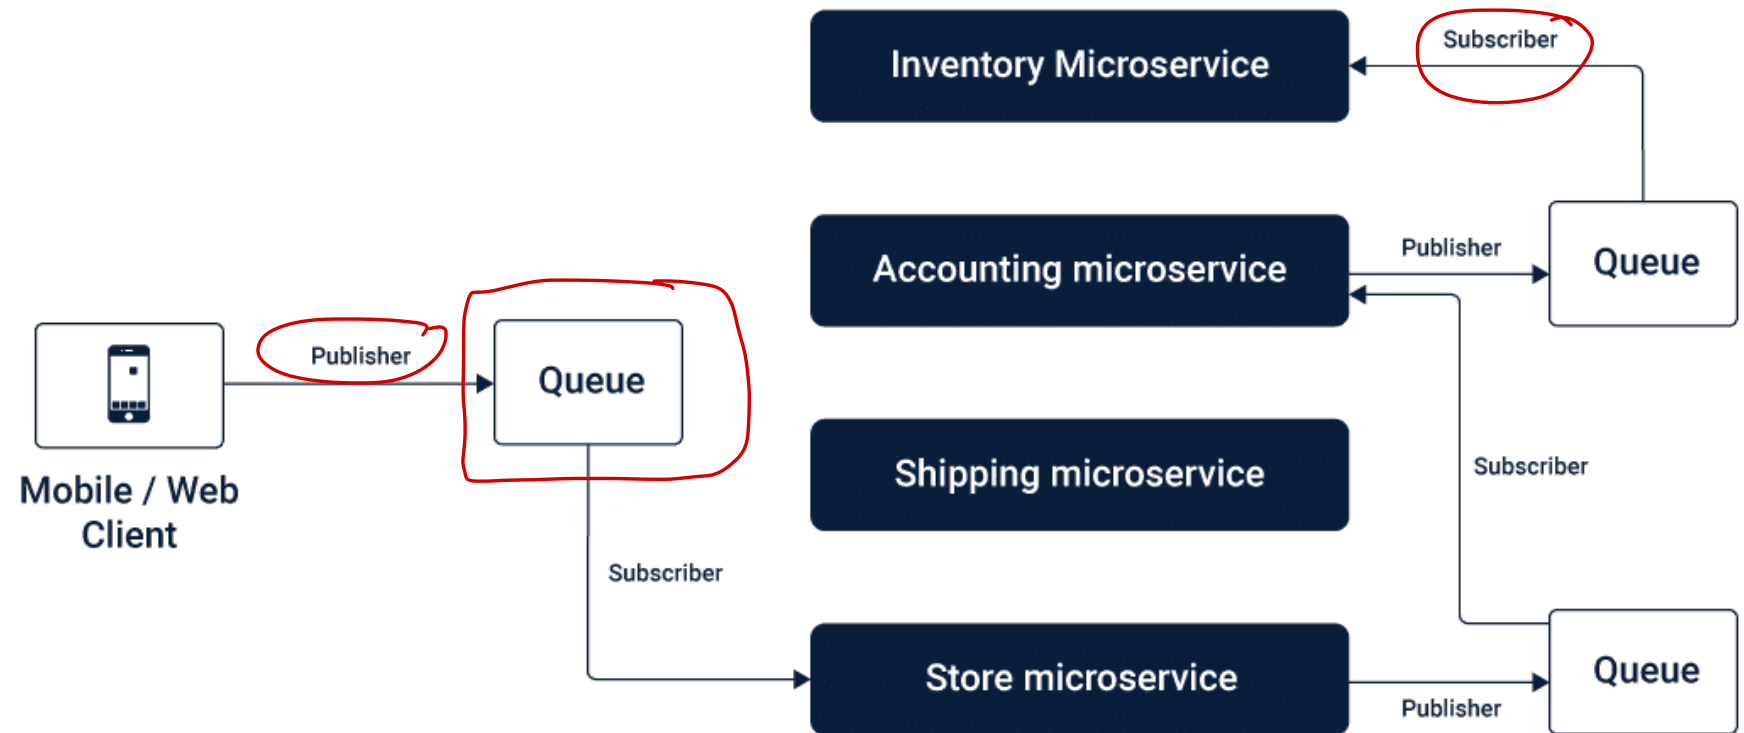 Subscriber
Inventory Microservice
Publisher
Queue
Accounting microservice
Publisher
Queue
Mobile / Web
Client
Shipping microservice
Subscriber
Subscriber
Store microservice
Queue
Publisher